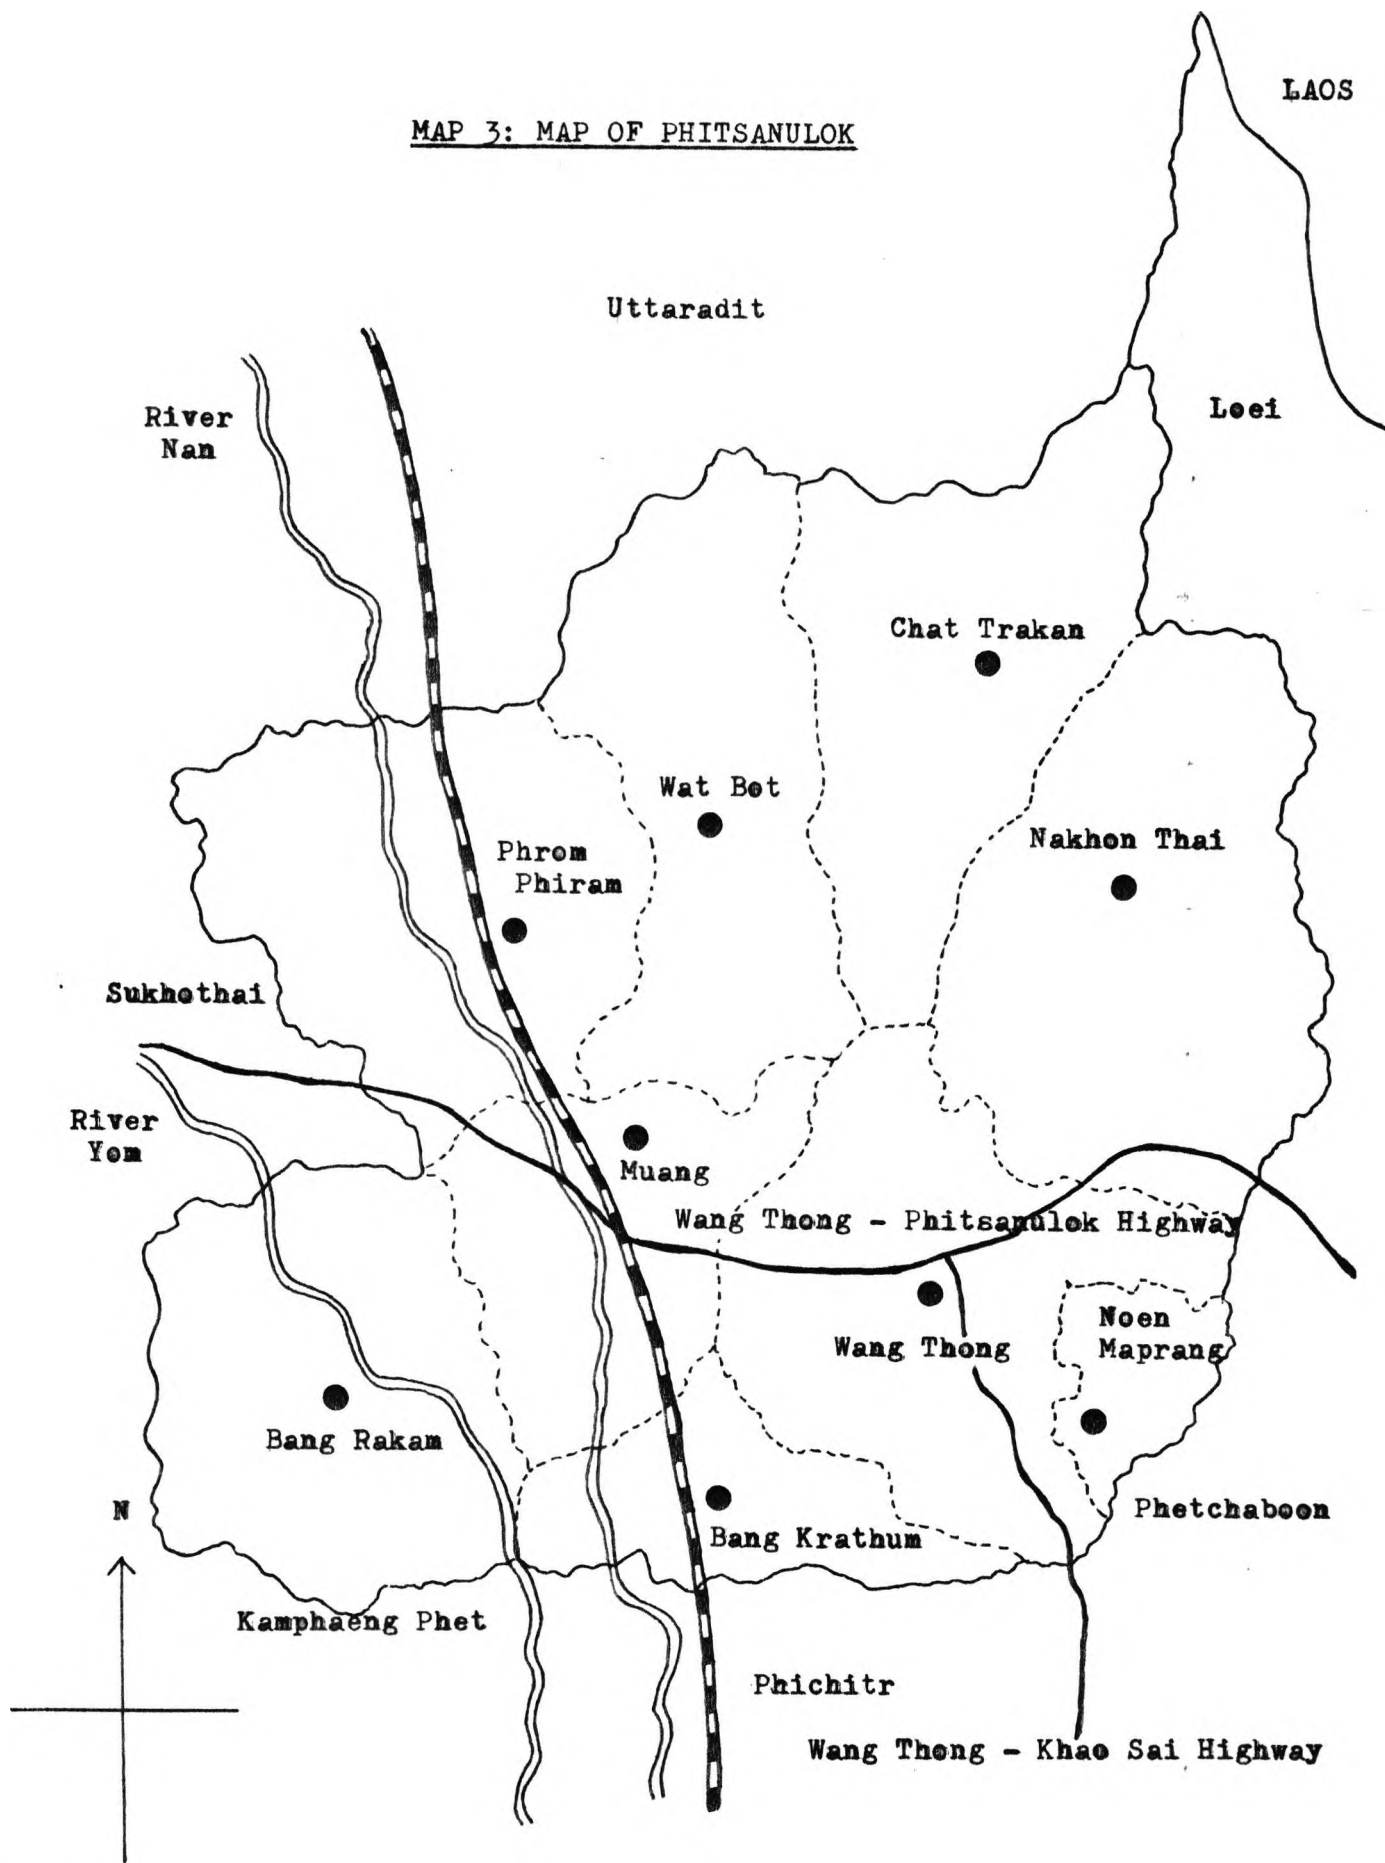 LAOS
MAP 3: MAP OF PHITSANULOK
Uttaradit
River
Nan
Loei
Chat Trakan
Wat Bot
Nakhon Thai
Phrom
Phiram
Sukhothai
River
Yom
Muang
Wang Thong - Phitsanulok Highway
Noen
Maprang
Wang Thong
Bang Rakam
N
Phetchaboon
Bang Krathum
Kamphaeng Phet
Phichitr
Wang Thong - Khao Sai Highway